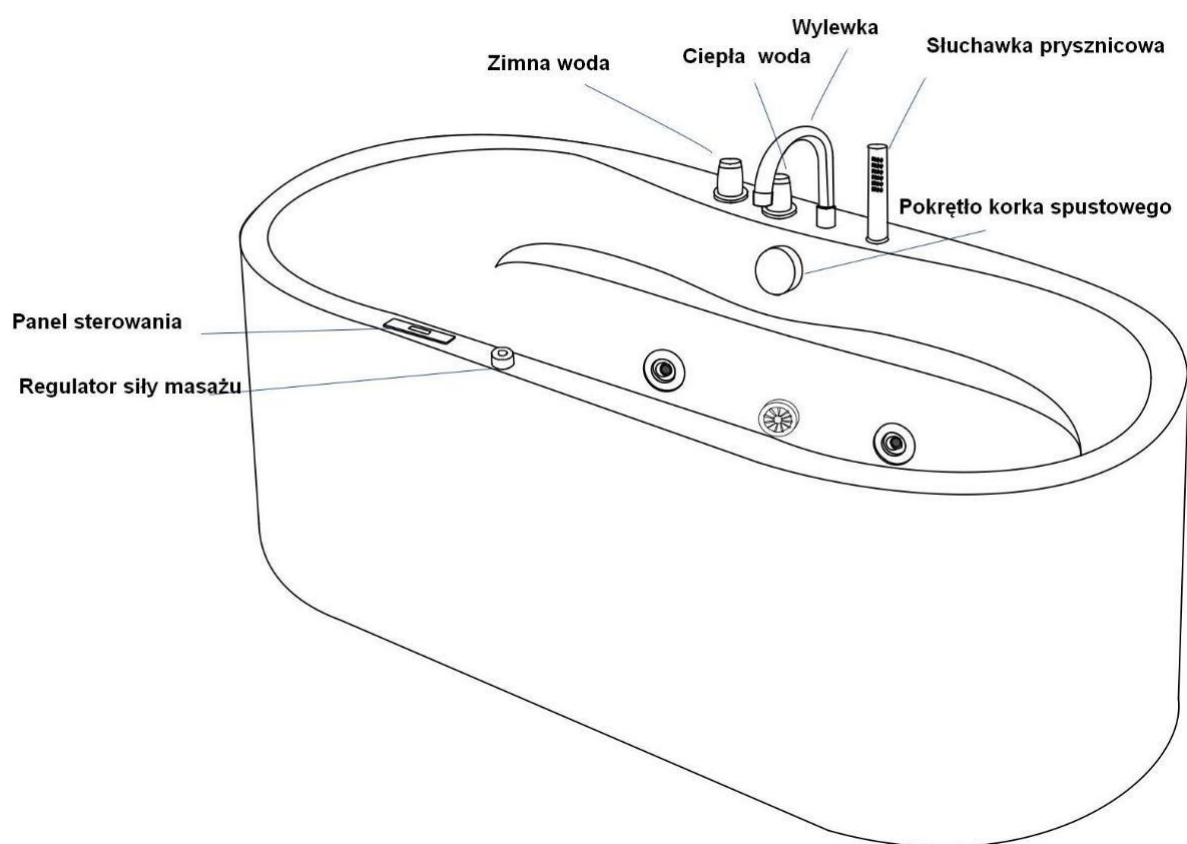 Wylewka
Słuchawka prysznicowa
Ciepła woda
Zimna woda
Pokrętło korka spustowego
Panel sterowania
Regulator siły masażu